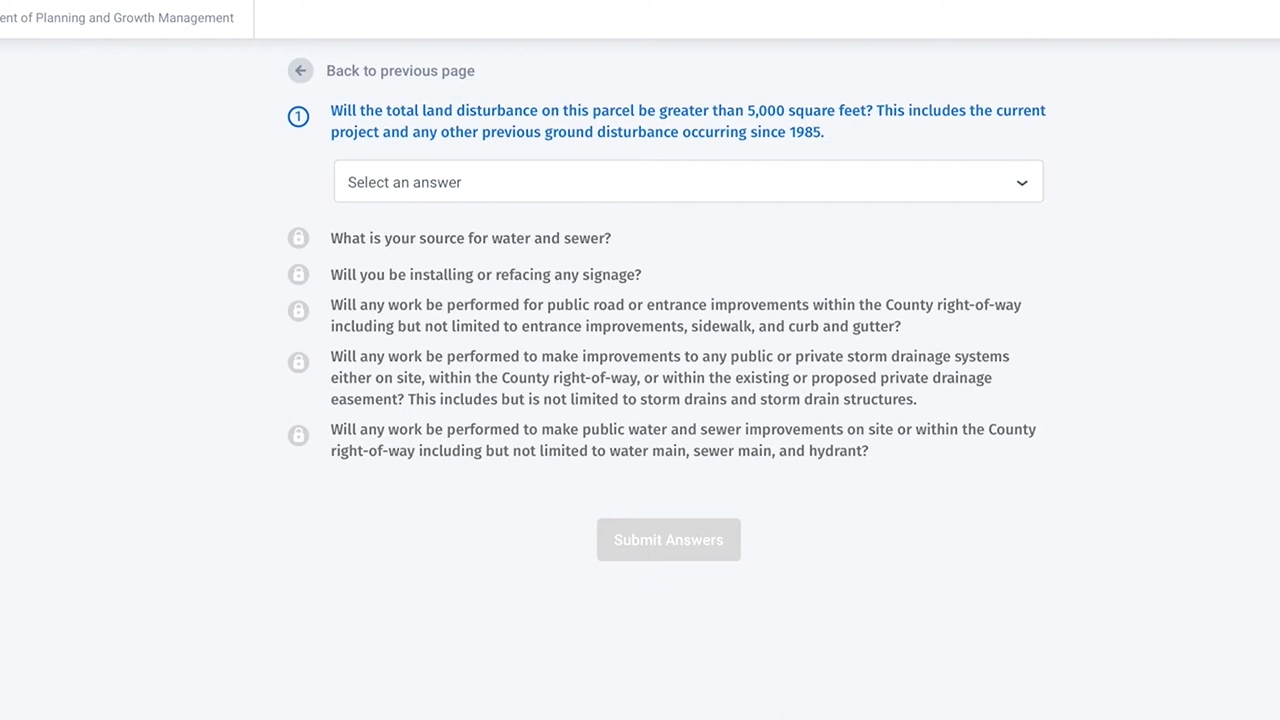 ent of Planning and Growth Management
Back to previous page
1 Will the total land disturbance on this parcel be greater than 5,000 square feet? This includes the current
project and any other previous ground disturbance occurring since 1985.
Select an answer
What is your source for water and sewer?
Will you be installing or refacing any signage?
Will any work be performed for public road or entrance improvements within the County right-of-way
including but not limited to entrance improvements, sidewalk, and curb and gutter?
Will any work be performed to make improvements to any public or private storm drainage systems
either on site, within the County right-of-way, or within the existing or proposed private drainage
easement? This includes but is not limited to storm drains and storm drain structures.
Will any work be performed to make public water and sewer improvements on site or within the County
right-of-way including but not limited to water main, sewer main, and hydrant?
Submit Answers